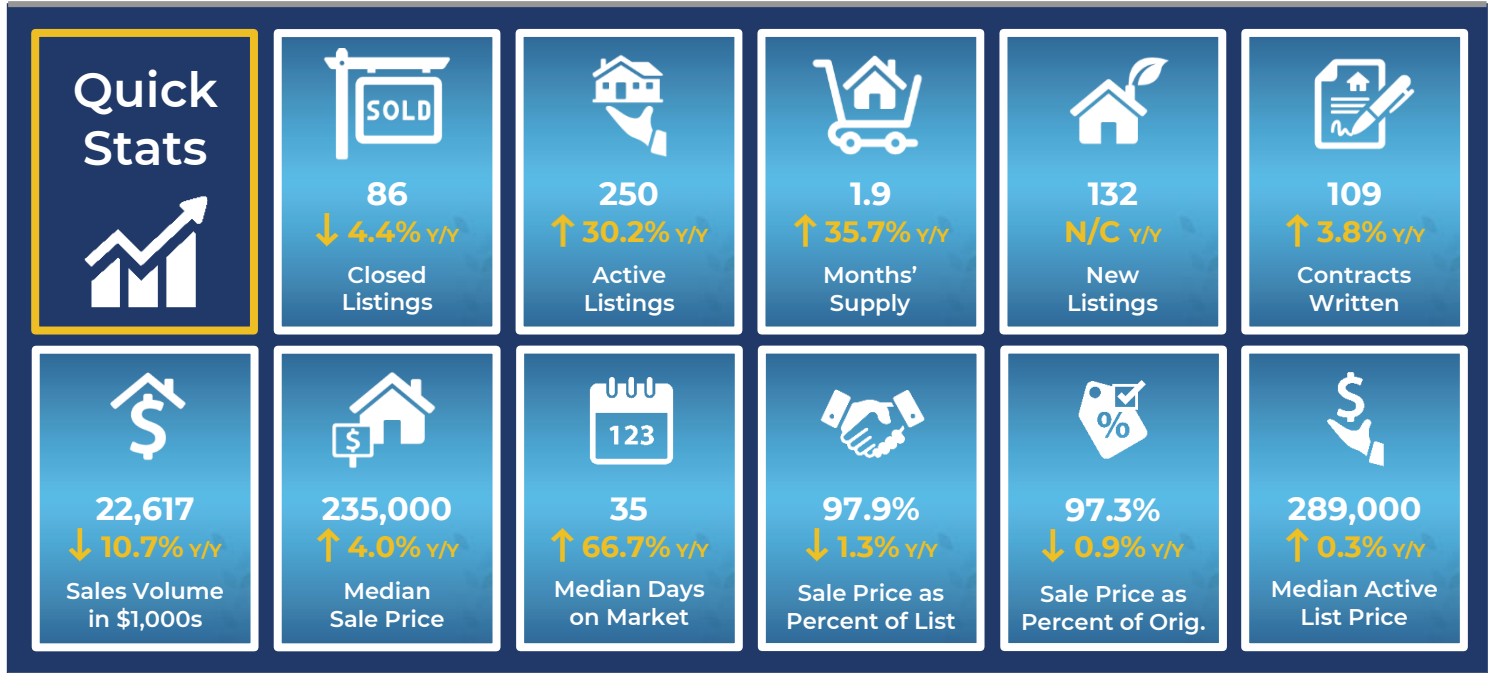 Quick
Stats
SOLD
86
↓ 4.4% Y/Y
Closed
Listings
250
↑ 30.2% Y/Y
Active
Listings
1.9
↑ 35.7% Y/Y
Months’
Supply
132
N/C Y/Y
New
Listings
109
↑ 3.8% Y/Y
Contracts
Written
$
22,617
↓ 10.7% Y/Y
Sales Volume
in $1,000s
$
235,000
↑ 4.0% Y/Y
Median
Sale Price
123
35
↑ 66.7% Y/Y
Median Days
on Market
97.9%
↓ 1.3% Y/Y
Sale Price as
Percent of List
%
97.3%
↓ 0.9% Y/Y
Sale Price as
Percent of Orig.
$
289,000
↑ 0.3% Y/Y
Median Active
List Price